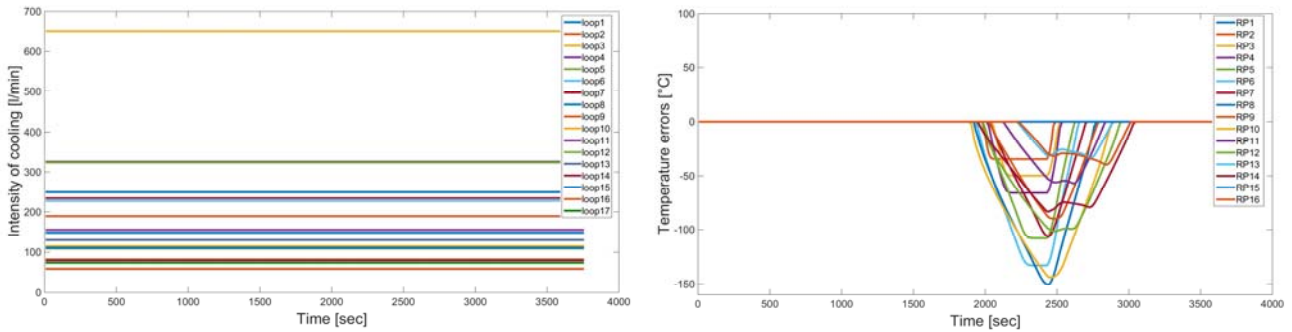 700
600
500
400
300
200
100
0
Intensity of cooling [l/min]
0 500 1000 1500 2000 2500 3000 3500 4000
Time [sec]
loop1
loop2
loop3
loop4
loop5
loop6
loop7
loop8
loop9
loop10
loop11
loop12
loop13
loop14
loop15
loop16
loop17
100
50
0
-50
-100
-150
Temperature errors [°C]
0 500 1000 1500 2000 2500 3000 3500 4000
Time [sec]
RP1
RP2
RP3
RP4
RP5
RP6
RP7
RP8
RP9
RP10
RP11
RP12
RP13
RP14
RP15
RP16